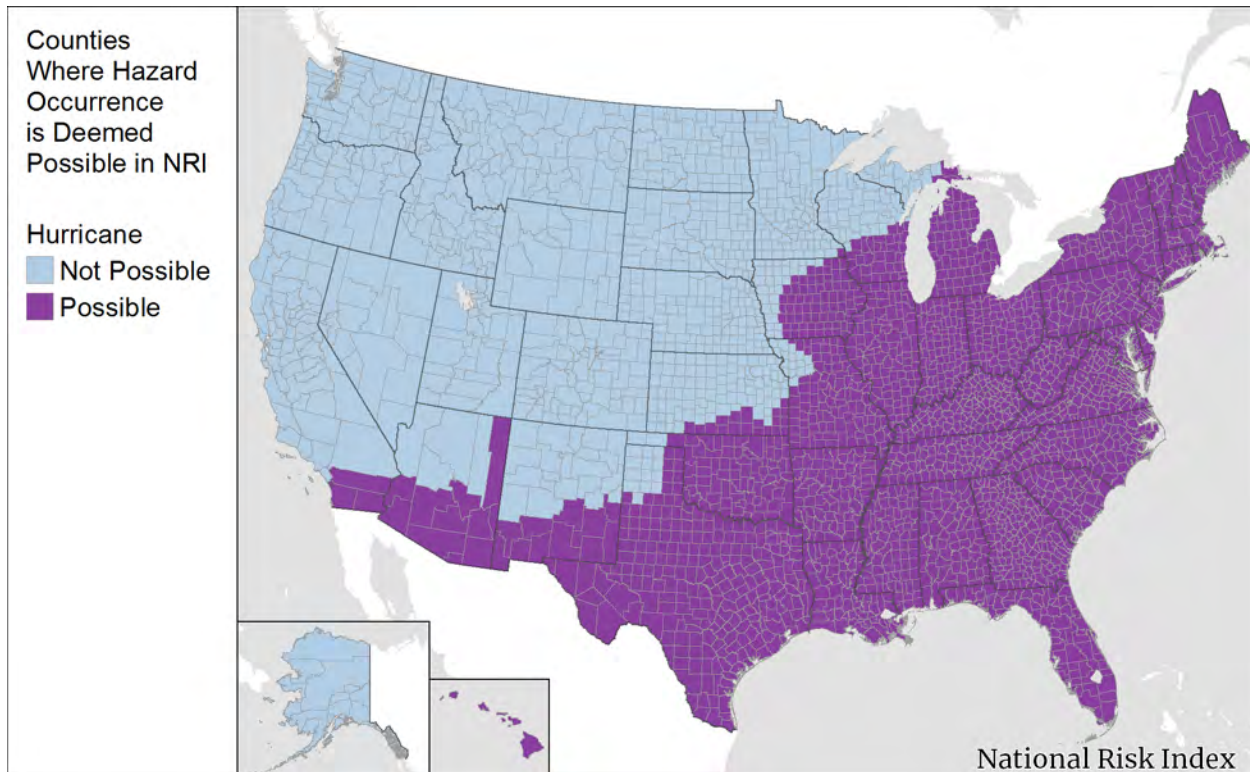 Counties
Where Hazard
Occurrence
is Deemed
Possible in NRI
Hurricane
Not Possible
Possible
National Risk Index